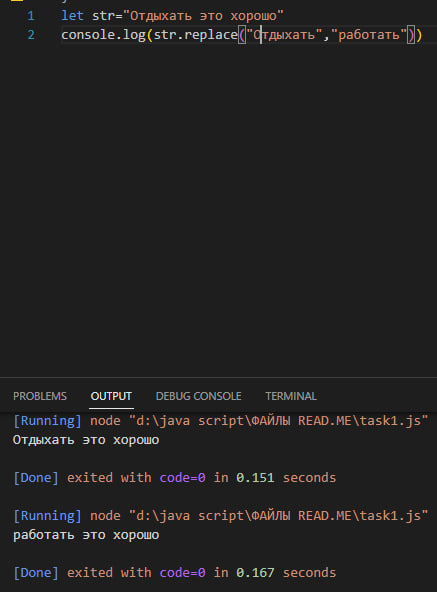 1 let str="Отдыхать это хорошо"
2 console.log(str.replace("Отдыхать","работать"))
PROBLEMS OUTPUT DEBUG CONSOLE TERMINAL
[Running] node "d:\java script\ФАЙЛЫ READ.ME\task1.js"
Отдыхать это хорошо
[Done] exited with code=0 in 0.151 seconds
[Running] node "d:\java script\ФАЙЛЫ READ.ME\task1.js"
работать это хорошо
[Done] exited with code=0 in 0.167 seconds